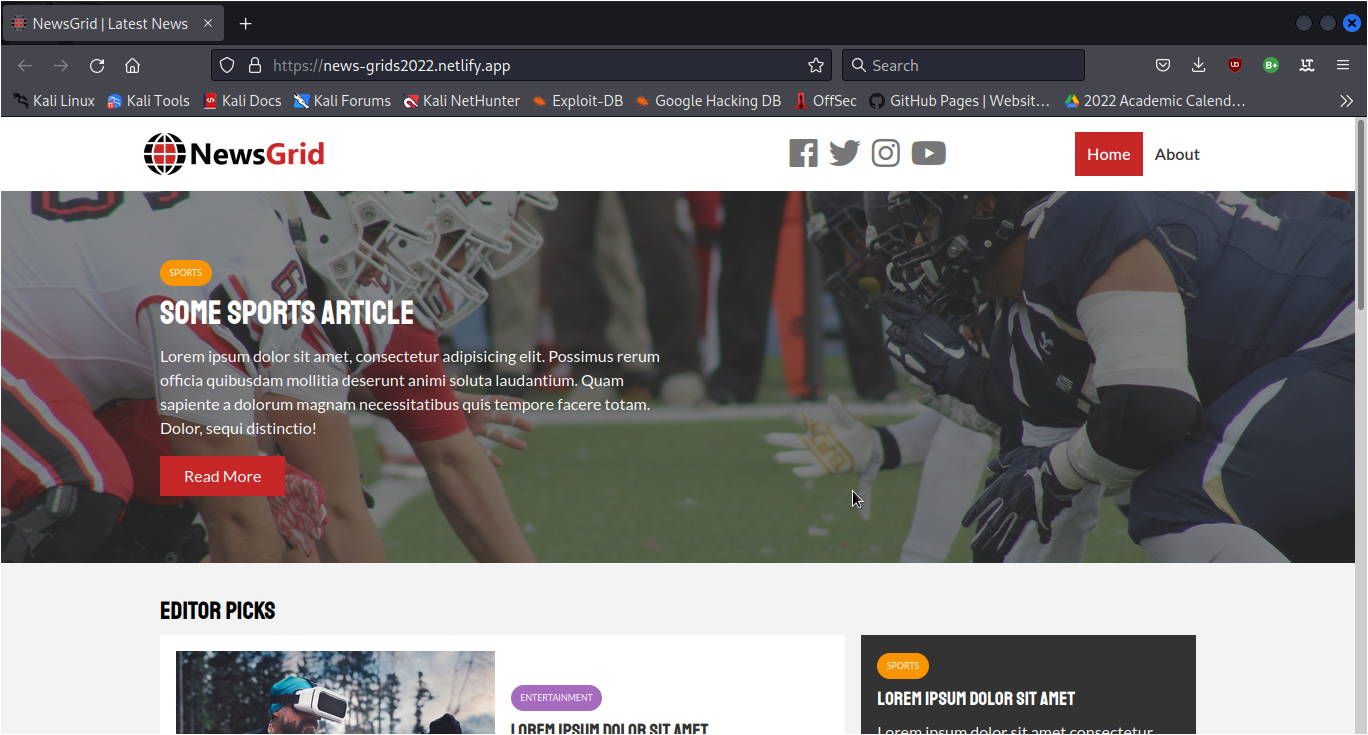 NewsGrid | Latest News
https://news-grids2022.netlify.app
Search
Kali Linux
Kali Tools
Kali Docs
Kali Forums
Kali NetHunter
Exploit-DB
Google Hacking DB
OffSec
GitHub Pages | Websit…
2022 Academic Calend…
NewsGrid
Home
About
SPORTS
SOME SPORTS ARTICLE
Lorem ipsum dolor sit amet, consectetur adipisicing elit. Possimus rerum
officia quibusdam mollitia deserunt animi soluta laudantium. Quam
sapiente a dolorum magnam necessitatibus quis tempore facere totam.
Dolor, sequi distinctio!
Read More
EDITOR PICKS
ENTERTAINMENT
LOREM IPSUM DOLOR SIT AMET
SPORTS
LOREM IPSUM DOLOR SIT AMET
Lorem ipsum dolor sit amet consectetur